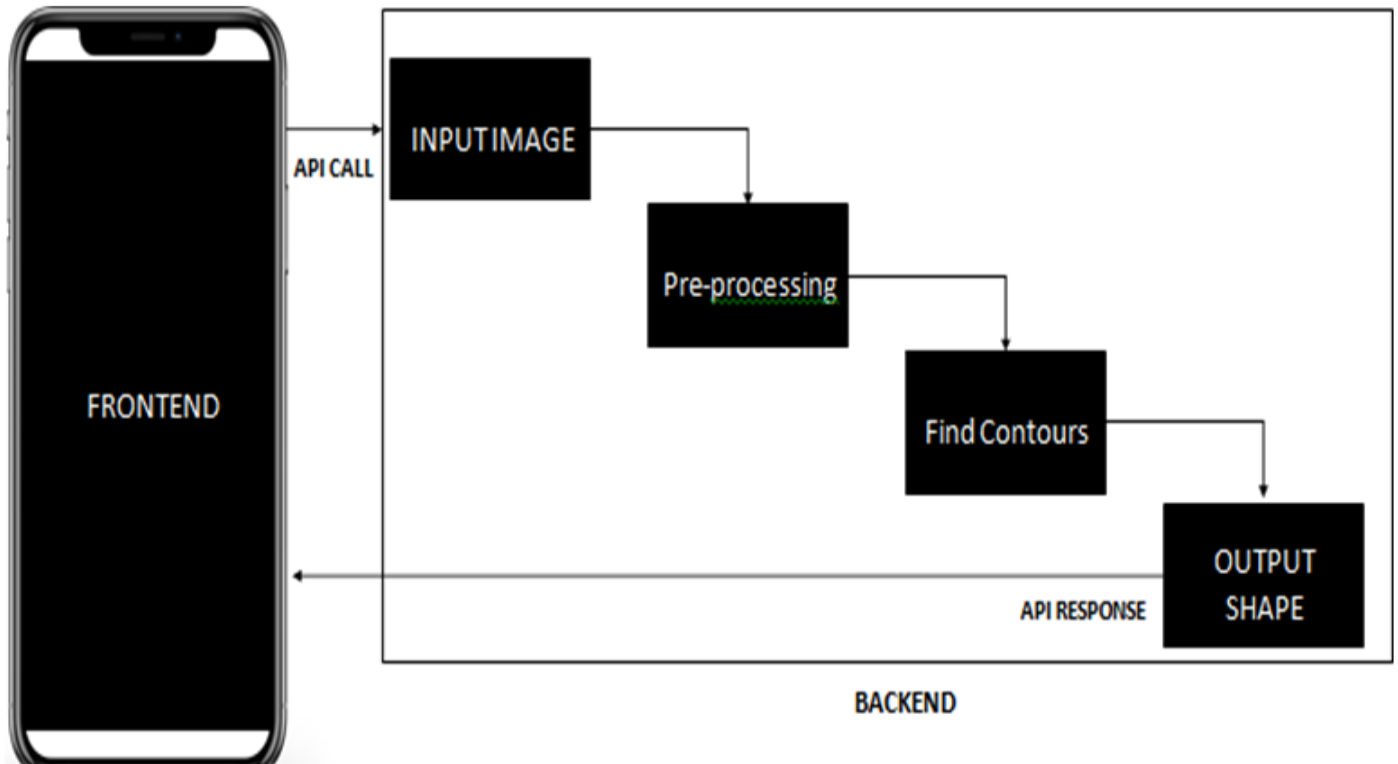 INPUT IMAGE
API CALL
Pre-processing
FRONTEND
Find Contours
OUTPUT
SHAPE
API RESPONSE
BACKEND